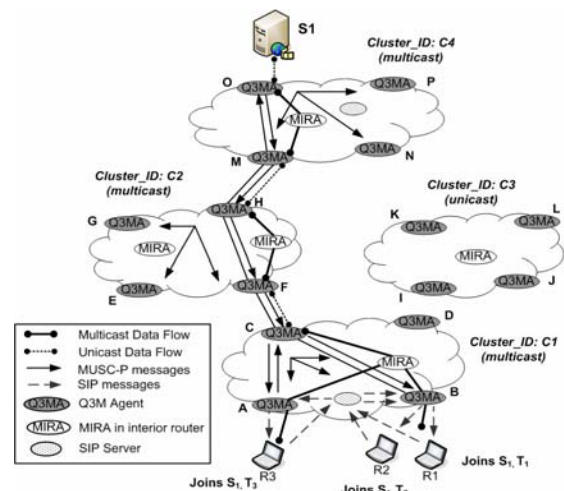 S1
Cluster_ID: C4
(multicast)
O
Q3MA
Q3MA
P
MIRA
M
Q3MA
Q3MA
N
Cluster_ID: C2
(multicast)
Cluster_ID: C3
(unicast)
H
Q3MA
G
Q3MA
MIRA
MIRA
E
Q3MA
Q3MA
F
K
Q3MA
L
Q3MA
MIRA
I
Q3MA
Q3MA
J
C
Q3MA
Q3MA
D
Cluster_ID: C1
(multicast)
MIRA
A
Q3MA
Q3MA
B
R3
R2
R1
Joins S1, T3
Joins S1, T1
Joins
Multicast Data Flow
Unicast Data Flow
MUSC-P messages
SIP messages
Q3MA
Q3M Agent
MIRA
MIRA in interior router
SIP Server